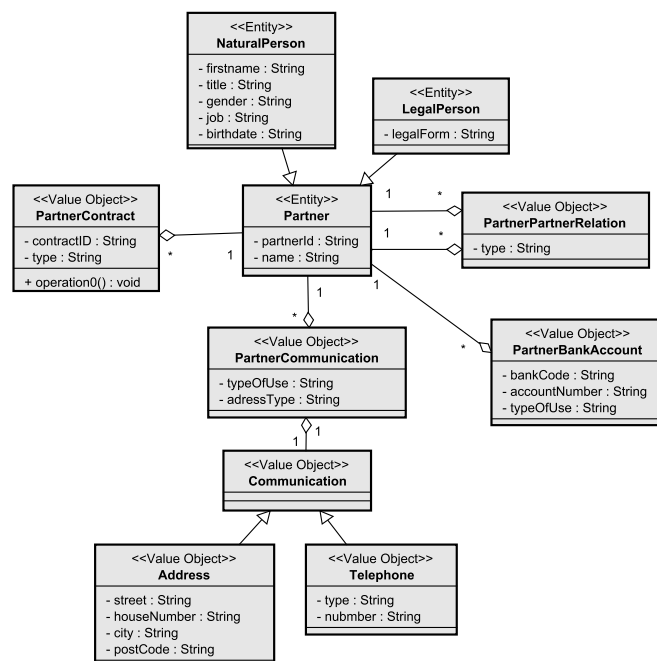 <<Entity>>
NaturalPerson
- firstname : String
- title : String
- gender : String
- job : String
- birthdate : String
<<Entity>>
LegalPerson
- legalForm : String
<<Value Object>>
PartnerContract
- contractID : String
- type : String
+ operation0() : void
*
1
<<Entity>>
Partner
- partnerId : String
- name : String
1
*
1
*
<<Value Object>>
PartnerPartnerRelation
- type : String
1
*
1
*
<<Value Object>>
PartnerBankAccount
- bankCode : String
- accountNumber : String
- typeOfUse : String
<<Value Object>>
PartnerCommunication
- typeOfUse : String
- adressType : String
1
1
<<Value Object>>
Communication
<<Value Object>>
Address
- street : String
- houseNumber : String
- city : String
- postCode : String
<<Value Object>>
Telephone
- type : String
- nubmber : String